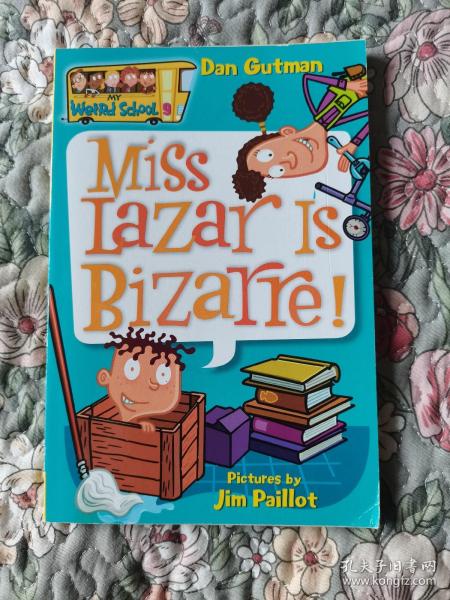 Dan Gutman
MY
Weird School
9
Miss
Lazar Is
Bizarre!
Pictures by
Jim Paillot
孔夫子旧书网
www.kongfz.com